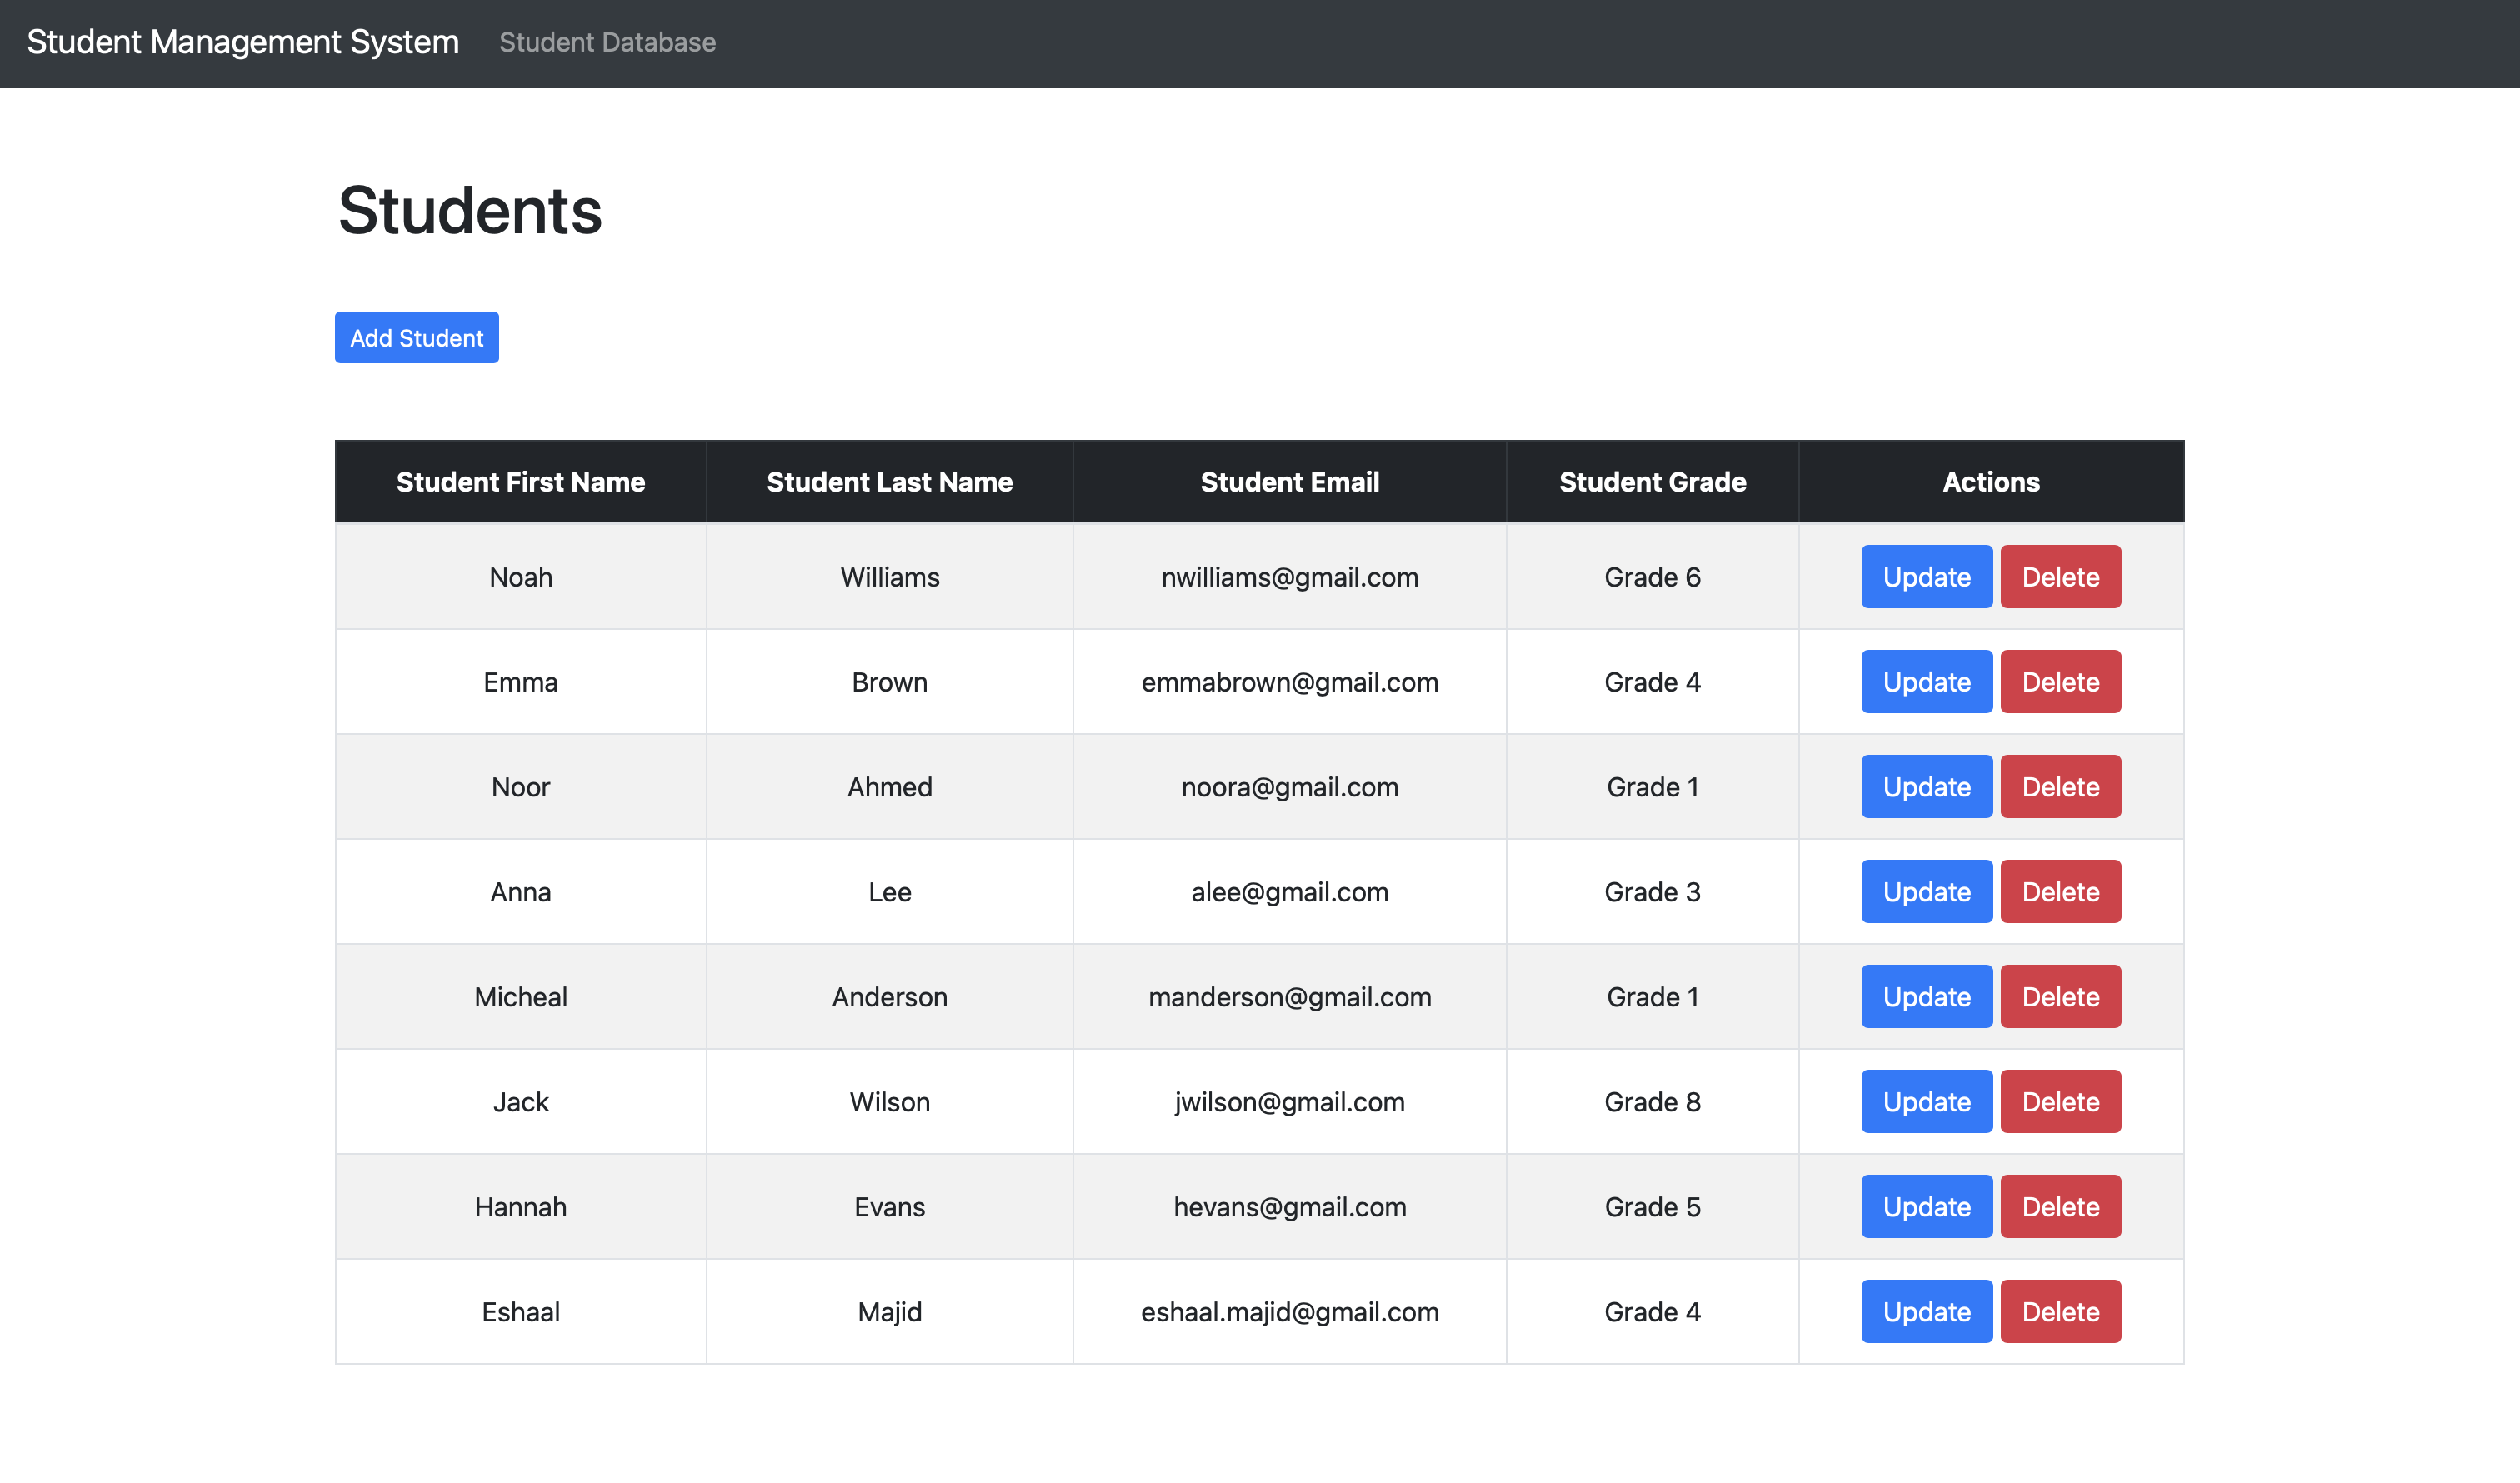 Student Management System Student Database
Students
Add Student
Student First Name Student Last Name Student Email Student Grade Actions
Noah Williams nwilliams@gmail.com Grade 6 Update Delete
Emma Brown emmabrown@gmail.com Grade 4 Update Delete
Noor Ahmed noora@gmail.com Grade 1 Update Delete
Anna Lee alee@gmail.com Grade 3 Update Delete
Micheal Anderson manderson@gmail.com Grade 1 Update Delete
Jack Wilson jwilson@gmail.com Grade 8 Update Delete
Hannah Evans hevans@gmail.com Grade 5 Update Delete
Eshaal Majid eshaal.majid@gmail.com Grade 4 Update Delete